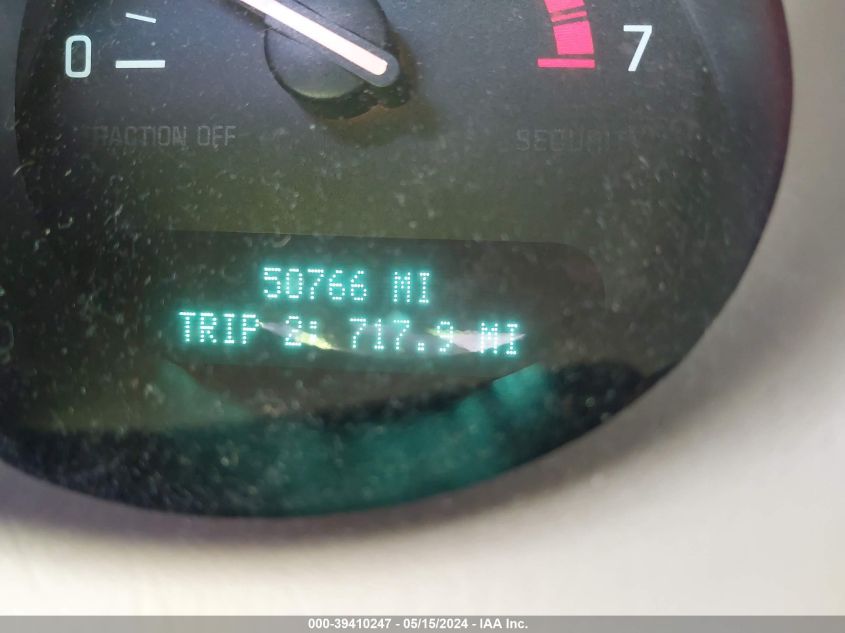 0 7
TRACTION OFF SECURITY
50766 MI
TRIP 2: 717.9 MI
000-39410247 - 05/15/2024 - IAA Inc.